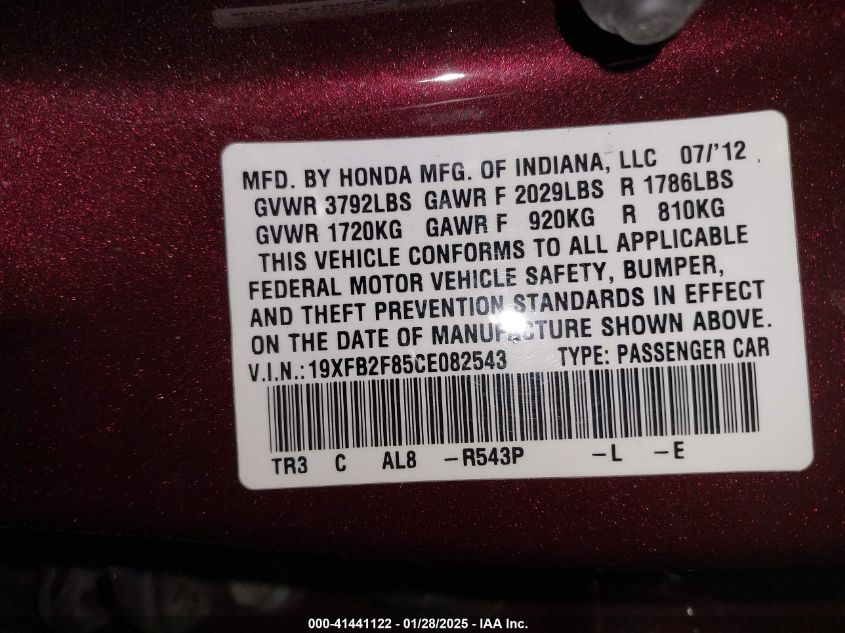 MFD. BY HONDA MFG. OF INDIANA, LLC 07/'12
GVWR 3792LBS GAWR F 2029LBS R 1786LBS
GVWR 1720KG GAWR F 920KG R 810KG
THIS VEHICLE CONFORMS TO ALL APPLICABLE
FEDERAL MOTOR VEHICLE SAFETY, BUMPER,
AND THEFT PREVENTION STANDARDS IN EFFECT
ON THE DATE OF MANUFACTURE SHOWN ABOVE.
V.I.N.:19XFB2F85CE082543 TYPE: PASSENGER CAR
TR3 C AL8 -R543P -L -E
000-41441122 - 01/28/2025 - IAA Inc.